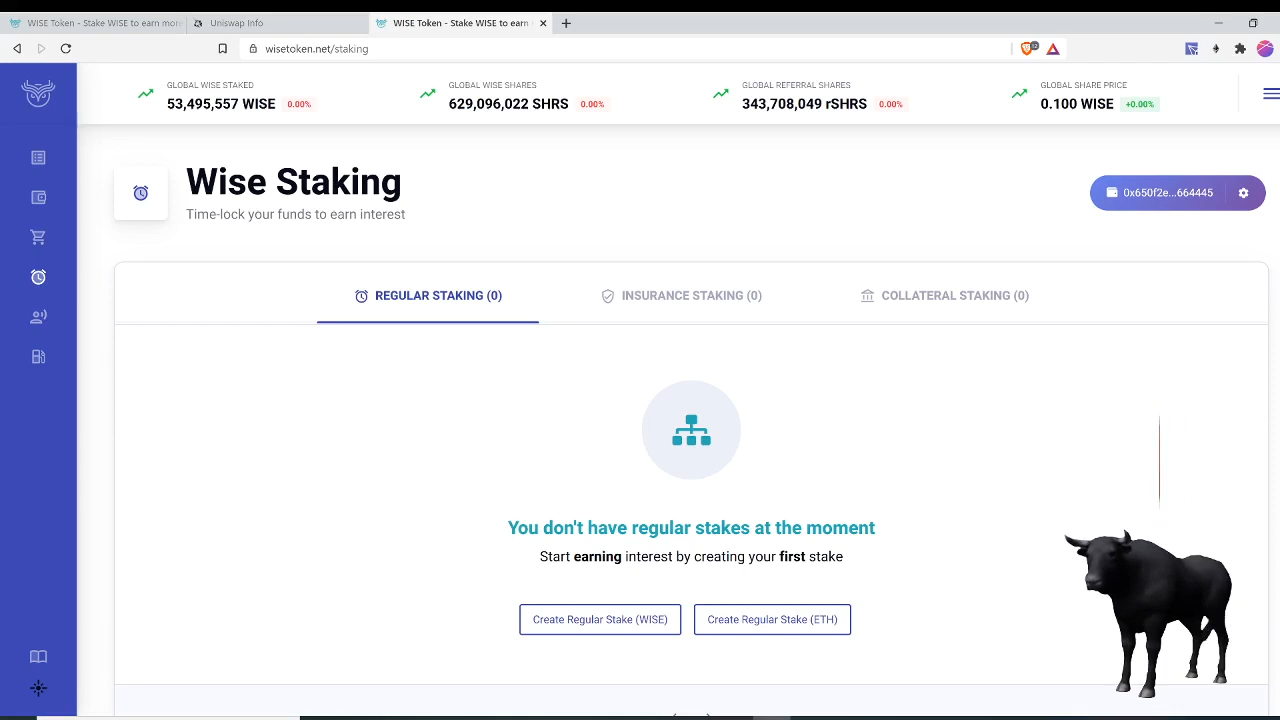 WISE Token - Stake WISE to earn mon
Uniswap Info
WISE Token - Stake WISE to earn
wisetoken.net/staking
GLOBAL WISE STAKED
53,495,557 WISE 0.00%
GLOBAL WISE SHARES
629,096,022 SHRS 0.00%
GLOBAL REFERRAL SHARES
343,708,049 rSHRS 0.00%
GLOBAL SHARE PRICE
0.100 WISE +0.00%
Wise Staking
Time-lock your funds to earn interest
0x650f2e...664445
REGULAR STAKING (0)
INSURANCE STAKING (0)
COLLATERAL STAKING (0)
You don't have regular stakes at the moment
Start earning interest by creating your first stake
Create Regular Stake (WISE)
Create Regular Stake (ETH)